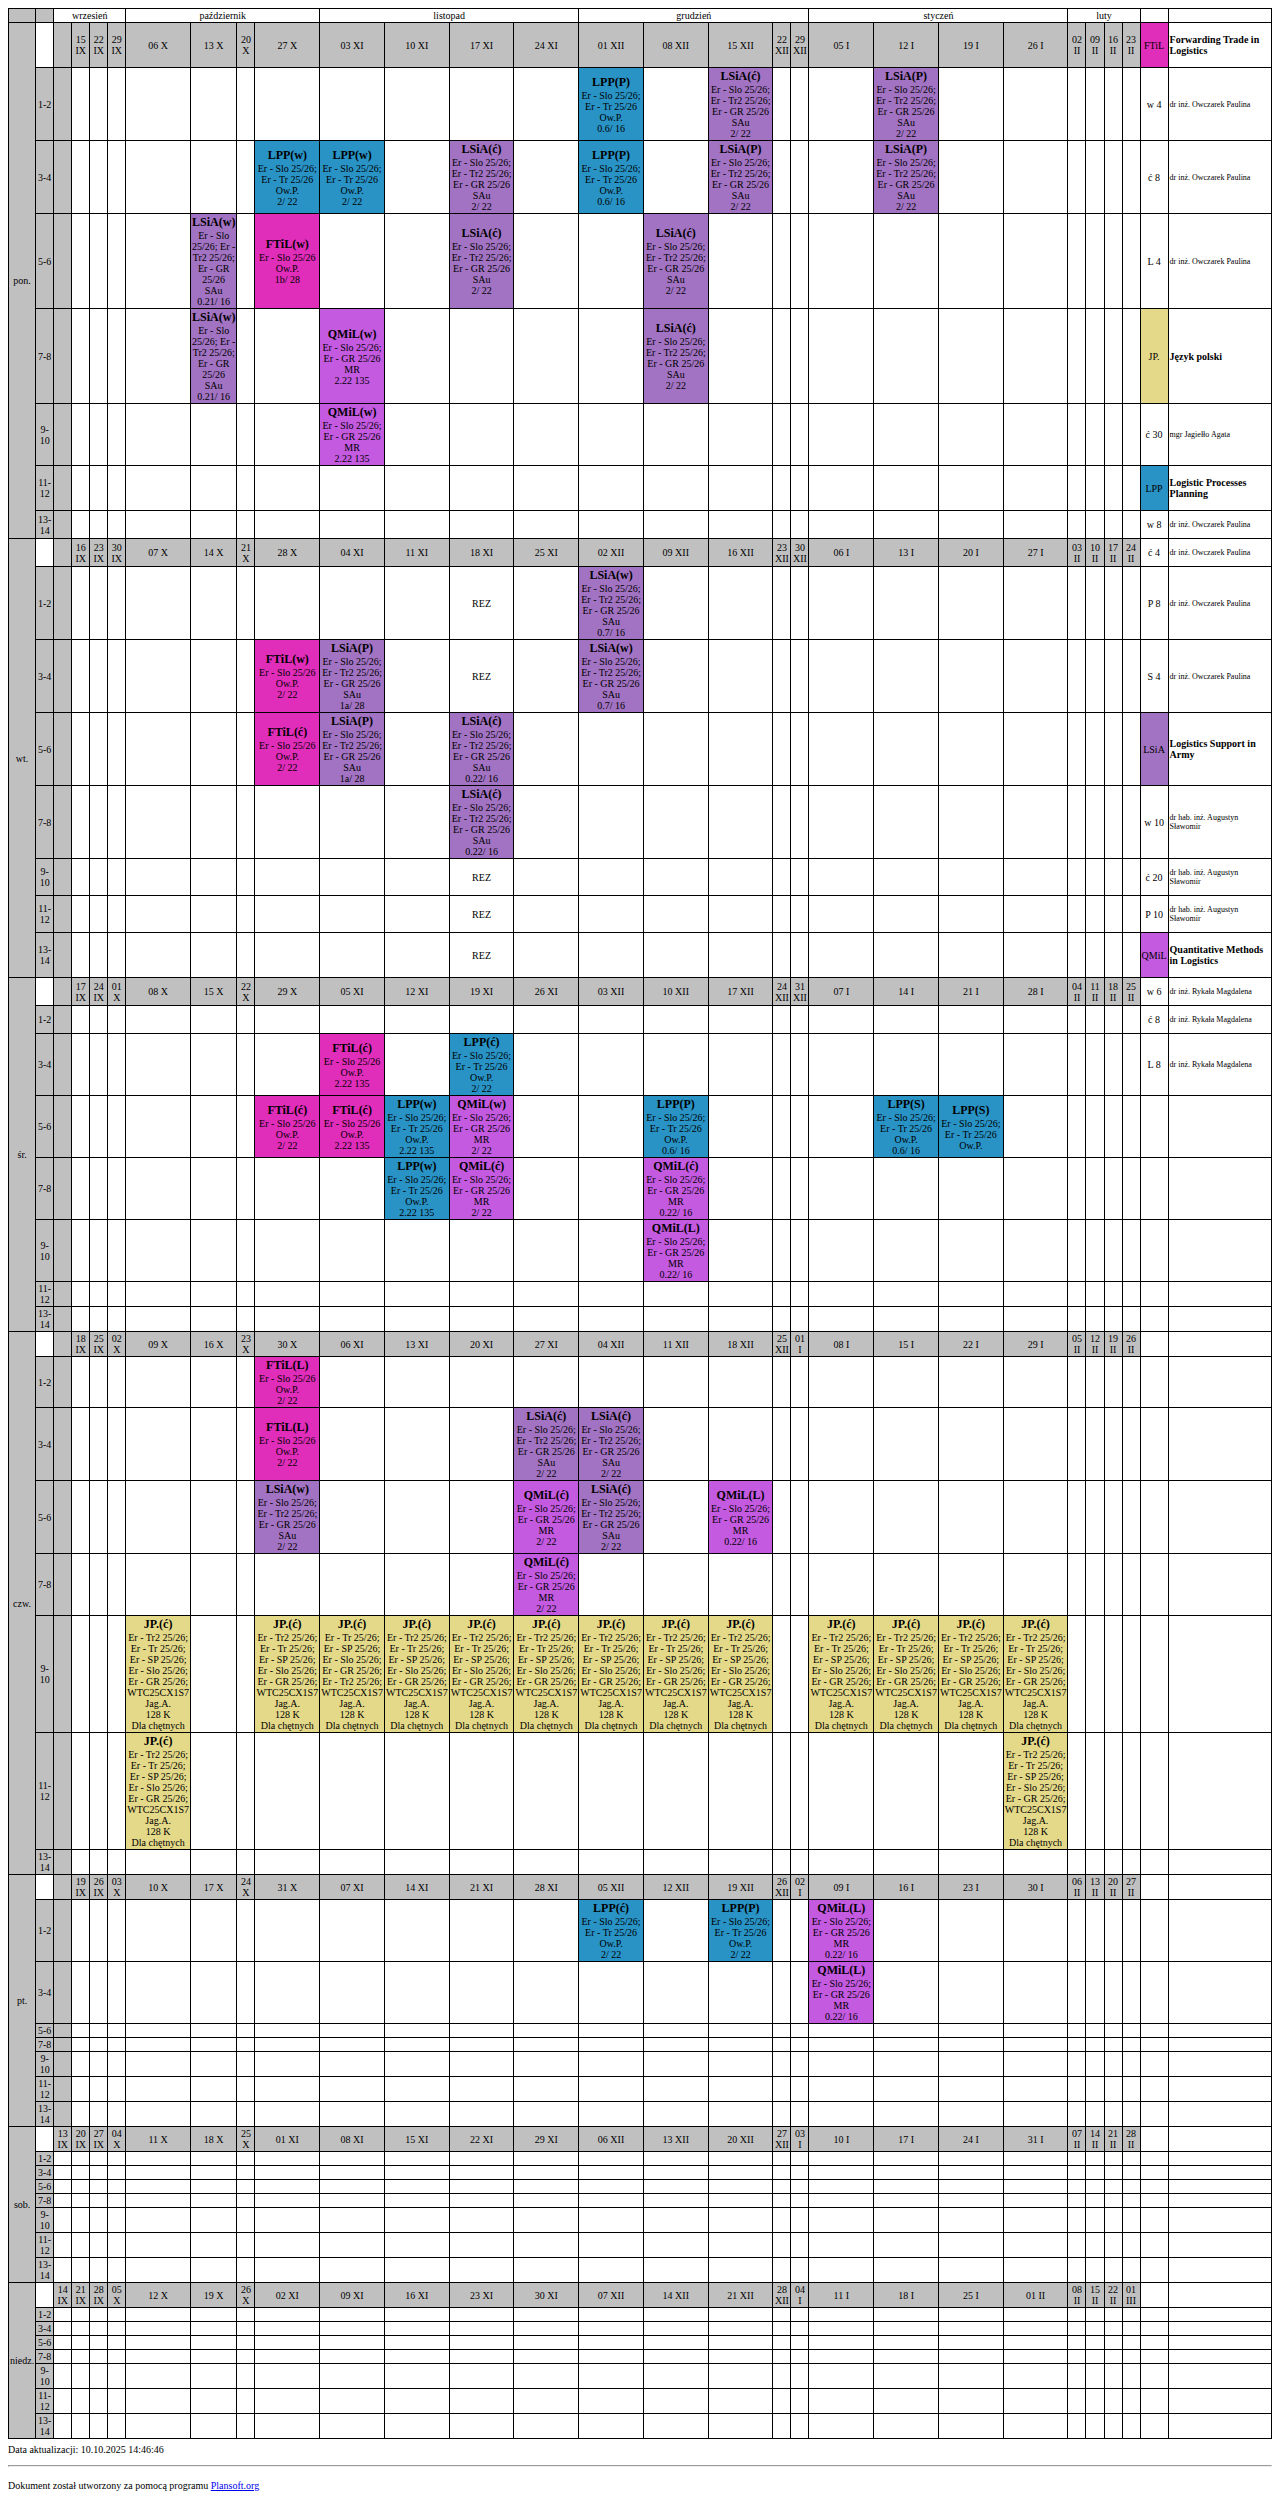 wrzesień październik listopad grudzień styczeń luty
15 IX 22 IX 29 IX 06 X 13 X 20 X 27 X 03 XI 10 XI 17 XI 24 XI 01 XII 08 XII 15 XII 22 XII 29 XII 05 I 12 I 19 I 26 I 02 II 09 II 16 II 23 II FTiL Forwarding Trade in Logistics
pon.
1-2
LPP(P) Er - Slo 25/26; Er - Tr 25/26 Ow.P. 0.6/ 16
LSiA(ć) Er - Slo 25/26; Er - Tr2 25/26; Er - GR 25/26 SAu 2/ 22
LSiA(P) Er - Slo 25/26; Er - Tr2 25/26; Er - GR 25/26 SAu 2/ 22
w 4 dr inż. Owczarek Paulina
3-4
LPP(w) Er - Slo 25/26; Er - Tr 25/26 Ow.P. 2/ 22
LPP(w) Er - Slo 25/26; Er - Tr 25/26 Ow.P. 2/ 22
LSiA(ć) Er - Slo 25/26; Er - Tr2 25/26; Er - GR 25/26 SAu 2/ 22
LPP(P) Er - Slo 25/26; Er - Tr 25/26 Ow.P. 0.6/ 16
LSiA(P) Er - Slo 25/26; Er - Tr2 25/26; Er - GR 25/26 SAu 2/ 22
LSiA(P) Er - Slo 25/26; Er - Tr2 25/26; Er - GR 25/26 SAu 2/ 22
ć 8 dr inż. Owczarek Paulina
5-6
LSiA(w) Er - Slo 25/26; Er - Tr2 25/26; Er - GR 25/26 SAu 0.21/ 16
FTiL(w) Er - Slo 25/26 Ow.P. 1b/ 28
LSiA(ć) Er - Slo 25/26; Er - Tr2 25/26; Er - GR 25/26 SAu 2/ 22
LSiA(ć) Er - Slo 25/26; Er - Tr2 25/26; Er - GR 25/26 SAu 2/ 22
L 4 dr inż. Owczarek Paulina
7-8
LSiA(w) Er - Slo 25/26; Er - Tr2 25/26; Er - GR 25/26 SAu 0.21/ 16
QMiL(w) Er - Slo 25/26; Er - GR 25/26 MR 2.22 135
LSiA(ć) Er - Slo 25/26; Er - Tr2 25/26; Er - GR 25/26 SAu 2/ 22
JP. Język polski
9-10
QMiL(w) Er - Slo 25/26; Er - GR 25/26 MR 2.22 135
ć 30 mgr Jagiełło Agata
11-12
LPP Logistic Processes Planning
13-14
w 8 dr inż. Owczarek Paulina
wt.
16 IX 23 IX 30 IX 07 X 14 X 21 X 28 X 04 XI 11 XI 18 XI 25 XI 02 XII 09 XII 16 XII 23 XII 30 XII 06 I 13 I 20 I 27 I 03 II 10 II 17 II 24 II ć 4 dr inż. Owczarek Paulina
1-2
REZ
LSiA(w) Er - Slo 25/26; Er - Tr2 25/26; Er - GR 25/26 SAu 0.7/ 16
P 8 dr inż. Owczarek Paulina
3-4
FTiL(w) Er - Slo 25/26 Ow.P. 2/ 22
LSiA(P) Er - Slo 25/26; Er - Tr2 25/26; Er - GR 25/26 SAu 1a/ 28
REZ
LSiA(w) Er - Slo 25/26; Er - Tr2 25/26; Er - GR 25/26 SAu 0.7/ 16
S 4 dr inż. Owczarek Paulina
5-6
FTiL(ć) Er - Slo 25/26 Ow.P. 2/ 22
LSiA(P) Er - Slo 25/26; Er - Tr2 25/26; Er - GR 25/26 SAu 1a/ 28
LSiA(ć) Er - Slo 25/26; Er - Tr2 25/26; Er - GR 25/26 SAu 0.22/ 16
LSiA Logistics Support in Army
7-8
LSiA(ć) Er - Slo 25/26; Er - Tr2 25/26; Er - GR 25/26 SAu 0.22/ 16
w 10 dr hab. inż. Augustyn Sławomir
9-10
REZ
ć 20 dr hab. inż. Augustyn Sławomir
11-12
REZ
P 10 dr hab. inż. Augustyn Sławomir
13-14
REZ
QMiL Quantitative Methods in Logistics
śr.
17 IX 24 IX 01 X 08 X 15 X 22 X 29 X 05 XI 12 XI 19 XI 26 XI 03 XII 10 XII 17 XII 24 XII 31 XII 07 I 14 I 21 I 28 I 04 II 11 II 18 II 25 II w 6 dr inż. Rykała Magdalena
1-2
ć 8 dr inż. Rykała Magdalena
3-4
FTiL(ć) Er - Slo 25/26 Ow.P. 2.22 135
LPP(ć) Er - Slo 25/26; Er - Tr 25/26 Ow.P. 2/ 22
L 8 dr inż. Rykała Magdalena
5-6
FTiL(ć) Er - Slo 25/26 Ow.P. 2/ 22
FTiL(ć) Er - Slo 25/26 Ow.P. 2.22 135
LPP(w) Er - Slo 25/26; Er - Tr 25/26 Ow.P. 2.22 135
QMiL(w) Er - Slo 25/26; Er - GR 25/26 MR 2/ 22
LPP(P) Er - Slo 25/26; Er - Tr 25/26 Ow.P. 0.6/ 16
LPP(S) Er - Slo 25/26; Er - Tr 25/26 Ow.P. 0.6/ 16
LPP(S) Er - Slo 25/26; Er - Tr 25/26 Ow.P.
7-8
LPP(w) Er - Slo 25/26; Er - Tr 25/26 Ow.P. 2.22 135
QMiL(ć) Er - Slo 25/26; Er - GR 25/26 MR 2/ 22
QMiL(ć) Er - Slo 25/26; Er - GR 25/26 MR 0.22/ 16
9-10
QMiL(L) Er - Slo 25/26; Er - GR 25/26 MR 0.22/ 16
11-12
13-14
czw.
18 IX 25 IX 02 X 09 X 16 X 23 X 30 X 06 XI 13 XI 20 XI 27 XI 04 XII 11 XII 18 XII 25 XII 01 I 08 I 15 I 22 I 29 I 05 II 12 II 19 II 26 II
1-2
FTiL(L) Er - Slo 25/26 Ow.P. 2/ 22
3-4
FTiL(L) Er - Slo 25/26 Ow.P. 2/ 22
LSiA(ć) Er - Slo 25/26; Er - Tr2 25/26; Er - GR 25/26 SAu 2/ 22
LSiA(ć) Er - Slo 25/26; Er - Tr2 25/26; Er - GR 25/26 SAu 2/ 22
5-6
LSiA(w) Er - Slo 25/26; Er - Tr2 25/26; Er - GR 25/26 SAu 2/ 22
QMiL(ć) Er - Slo 25/26; Er - GR 25/26 MR 2/ 22
LSiA(ć) Er - Slo 25/26; Er - Tr2 25/26; Er - GR 25/26 SAu 2/ 22
QMiL(L) Er - Slo 25/26; Er - GR 25/26 MR 0.22/ 16
7-8
QMiL(ć) Er - Slo 25/26; Er - GR 25/26 MR 2/ 22
9-10
JP.(ć) Er - Tr2 25/26; Er - Tr 25/26; Er - SP 25/26; Er - Slo 25/26; Er - GR 25/26; WTC25CX1S7 Jag.A. 128 K Dla chętnych
JP.(ć) Er - Tr2 25/26; Er - Tr 25/26; Er - SP 25/26; Er - Slo 25/26; Er - GR 25/26; WTC25CX1S7 Jag.A. 128 K Dla chętnych
JP.(ć) Er - Tr 25/26; Er - SP 25/26; Er - Slo 25/26; Er - GR 25/26; Er - Tr2 25/26; WTC25CX1S7 Jag.A. 128 K Dla chętnych
JP.(ć) Er - Tr2 25/26; Er - Tr 25/26; Er - SP 25/26; Er - Slo 25/26; Er - GR 25/26; WTC25CX1S7 Jag.A. 128 K Dla chętnych
JP.(ć) Er - Tr2 25/26; Er - Tr 25/26; Er - SP 25/26; Er - Slo 25/26; Er - GR 25/26; WTC25CX1S7 Jag.A. 128 K Dla chętnych
JP.(ć) Er - Tr2 25/26; Er - Tr 25/26; Er - SP 25/26; Er - Slo 25/26; Er - GR 25/26; WTC25CX1S7 Jag.A. 128 K Dla chętnych
JP.(ć) Er - Tr2 25/26; Er - Tr 25/26; Er - SP 25/26; Er - Slo 25/26; Er - GR 25/26; WTC25CX1S7 Jag.A. 128 K Dla chętnych
JP.(ć) Er - Tr2 25/26; Er - Tr 25/26; Er - SP 25/26; Er - Slo 25/26; Er - GR 25/26; WTC25CX1S7 Jag.A. 128 K Dla chętnych
JP.(ć) Er - Tr2 25/26; Er - Tr 25/26; Er - SP 25/26; Er - Slo 25/26; Er - GR 25/26; WTC25CX1S7 Jag.A. 128 K Dla chętnych
JP.(ć) Er - Tr2 25/26; Er - Tr 25/26; Er - SP 25/26; Er - Slo 25/26; Er - GR 25/26; WTC25CX1S7 Jag.A. 128 K Dla chętnych
JP.(ć) Er - Tr2 25/26; Er - Tr 25/26; Er - SP 25/26; Er - Slo 25/26; Er - GR 25/26; WTC25CX1S7 Jag.A. 128 K Dla chętnych
JP.(ć) Er - Tr2 25/26; Er - Tr 25/26; Er - SP 25/26; Er - Slo 25/26; Er - GR 25/26; WTC25CX1S7 Jag.A. 128 K Dla chętnych
JP.(ć) Er - Tr2 25/26; Er - Tr 25/26; Er - SP 25/26; Er - Slo 25/26; Er - GR 25/26; WTC25CX1S7 Jag.A. 128 K Dla chętnych
11-12
JP.(ć) Er - Tr2 25/26; Er - Tr 25/26; Er - SP 25/26; Er - Slo 25/26; Er - GR 25/26; WTC25CX1S7 Jag.A. 128 K Dla chętnych
JP.(ć) Er - Tr2 25/26; Er - Tr 25/26; Er - SP 25/26; Er - Slo 25/26; Er - GR 25/26; WTC25CX1S7 Jag.A. 128 K Dla chętnych
13-14
pt.
19 IX 26 IX 03 X 10 X 17 X 24 X 31 X 07 XI 14 XI 21 XI 28 XI 05 XII 12 XII 19 XII 26 XII 02 I 09 I 16 I 23 I 30 I 06 II 13 II 20 II 27 II
1-2
LPP(ć) Er - Slo 25/26; Er - Tr 25/26 Ow.P. 2/ 22
LPP(P) Er - Slo 25/26; Er - Tr 25/26 Ow.P. 2/ 22
QMiL(L) Er - Slo 25/26; Er - GR 25/26 MR 0.22/ 16
3-4
QMiL(L) Er - Slo 25/26; Er - GR 25/26 MR 0.22/ 16
5-6
7-8
9-10
11-12
13-14
sob.
13 IX 20 IX 27 IX 04 X 11 X 18 X 25 X 01 XI 08 XI 15 XI 22 XI 29 XI 06 XII 13 XII 20 XII 27 XII 03 I 10 I 17 I 24 I 31 I 07 II 14 II 21 II 28 II
1-2
3-4
5-6
7-8
9-10
11-12
13-14
niedz
14 IX 21 IX 28 IX 05 X 12 X 19 X 26 X 02 XI 09 XI 16 XI 23 XI 30 XI 07 XII 14 XII 21 XII 28 XII 04 I 11 I 18 I 25 I 01 II 08 II 15 II 22 II 01 III
1-2
3-4
5-6
7-8
9-10
11-12
13-14
Data aktualizacji: 10.10.2025 14:46:46
Dokument został utworzony za pomocą programu Plansoft.org